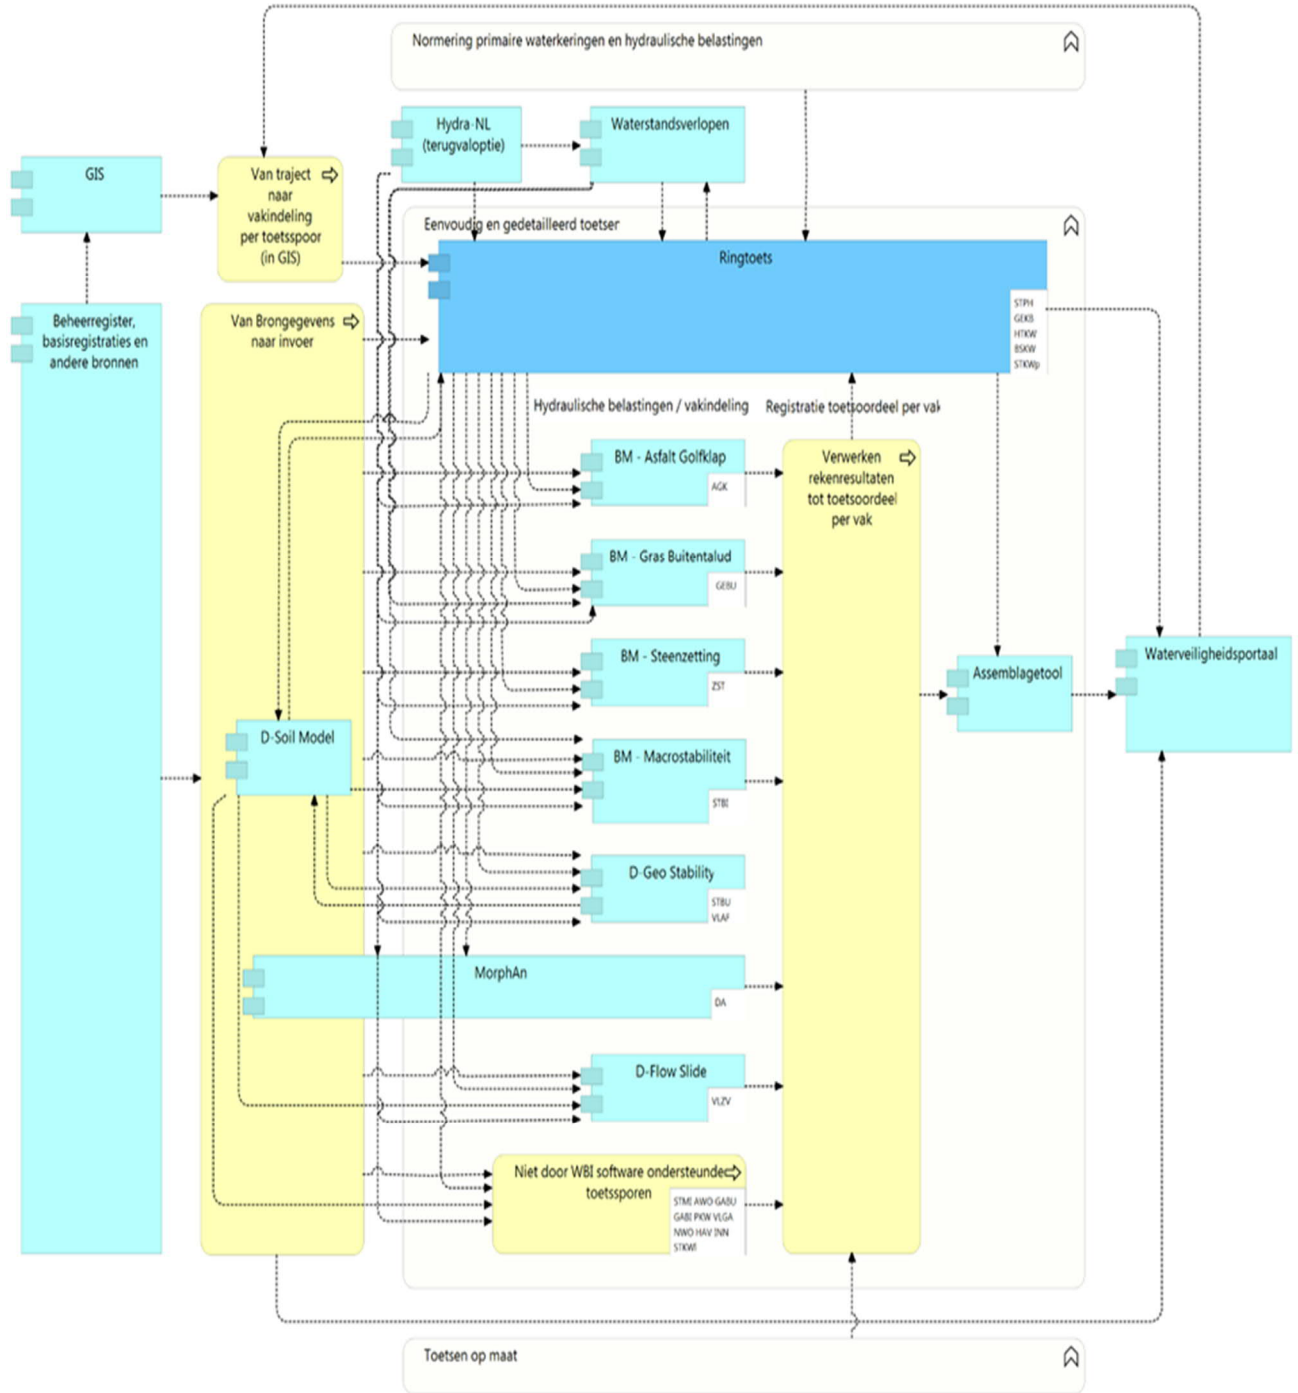 Normering primaire waterkeringen en hydraulische belastingen
Hydra-NL
(terugvaloptie)
Waterstandsverlopen
GIS
Van traject
naar
vakindeling
per toetsspoor
(in GIS)
Eenvoudig en gedetailleerd toetser
Ringtoets
STPH
GEKB
HTKW
BSKW
STKWp
Beheerregister,
basisregistraties en
andere bronnen
Van Brongegevens
naar invoer
Hydraulische belastingen / vakindeling
Registratie toetsoordeel per vak
BM - Asfalt Golfklap
AGK
Verwerken
rekenresultaten
tot toetsoordeel
per vak
BM - Gras Buitentalud
GEBU
BM - Steenzetting
ZST
Assemblagetool
Waterveiligheidsportaal
D-Soil Model
BM - Macrostabiliteit
STBI
D-Geo Stability
STBU
VLAF
MorphAn
DA
D-Flow Slide
VLZV
Niet door WBI software ondersteunde
toetssporen
STMI AWO GABU
GABI PKW VLGA
NWO HAV INN
STKWl
Toetsen op maat